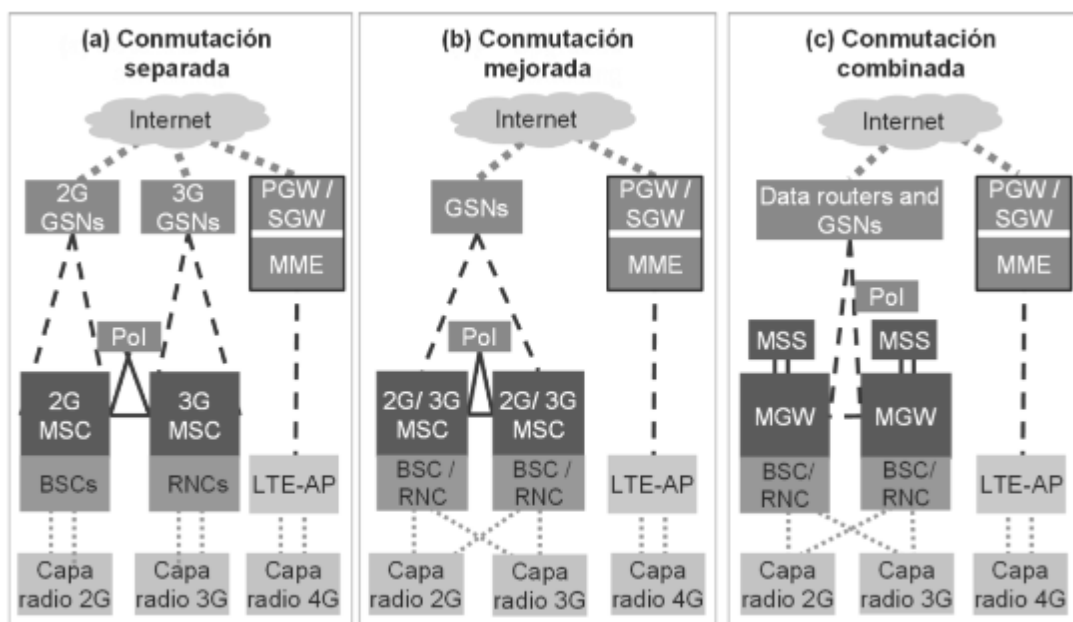 (a) Conmutación
separada
Internet
2G
GSNs
3G
GSNs
PGW /
SGW
MME
PoI
2G
MSC
3G
MSC
BSCs
RNCs
LTE-AP
Capa
radio 2G
Capa
radio 3G
Capa
radio 4G
(b) Conmutación
mejorada
Internet
GSNs
PGW /
SGW
MME
PoI
2G/ 3G
MSC
2G/ 3G
MSC
BSC /
RNC
BSC /
RNC
LTE-AP
Capa
radio 2G
Capa
radio 3G
Capa
radio 4G
(c) Conmutación
combinada
Internet
Data routers and
GSNs
PGW /
SGW
MME
PoI
MSS
MSS
MGW
MGW
BSC/
RNC
BSC/
RNC
LTE-AP
Capa
radio 2G
Capa
radio 3G
Capa
radio 4G